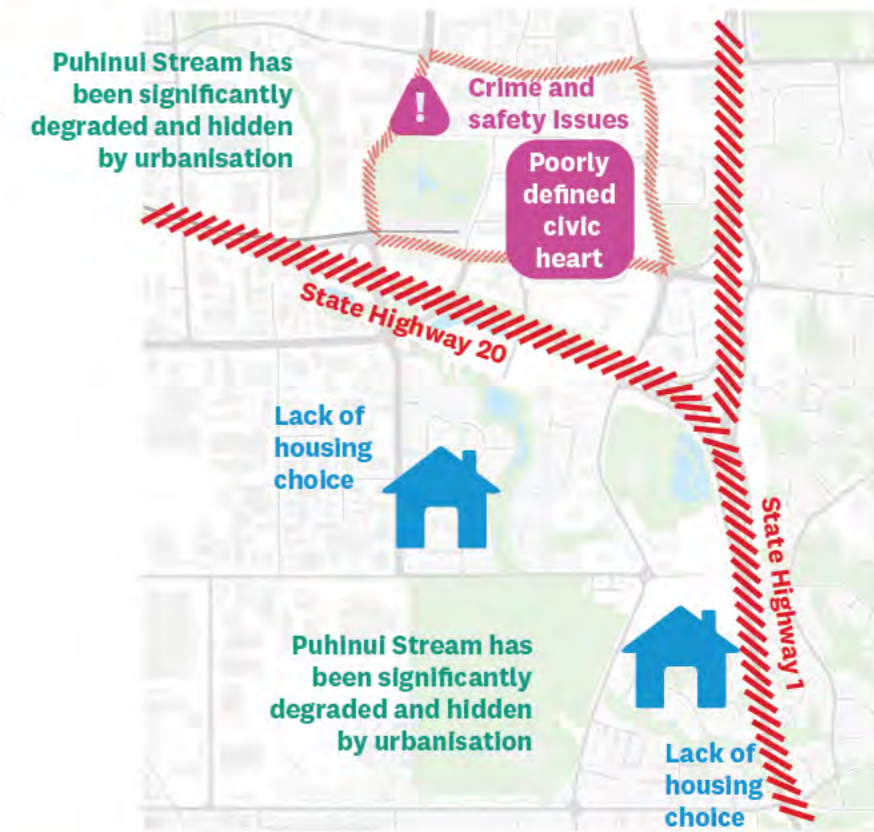 Puhinui Stream has
been significantly
degraded and hidden
by urbanisation
!
Crime and
safety issues
Poorly
defined
civic
heart
State Highway 20
Lack of
housing
choice
State Highway 1
Puhinui Stream has
been significantly
degraded and hidden
by urbanisation
Lack of
housing
choice